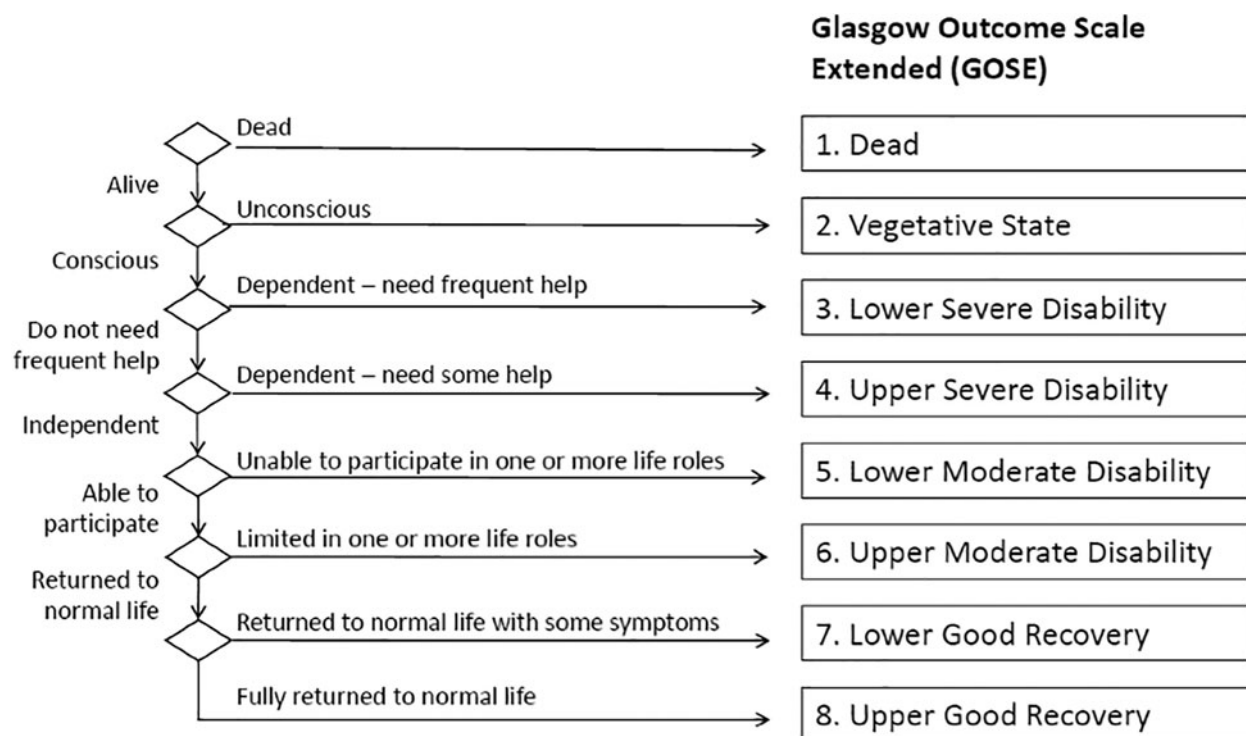 Glasgow Outcome Scale
Extended (GOSE)
Dead
1. Dead
Alive
Unconscious
2. Vegetative State
Conscious
Dependent – need frequent help
3. Lower Severe Disability
Do not need
frequent help
Dependent – need some help
4. Upper Severe Disability
Independent
Unable to participate in one or more life roles
5. Lower Moderate Disability
Able to
participate
Limited in one or more life roles
6. Upper Moderate Disability
Returned to
normal life
Returned to normal life with some symptoms
7. Lower Good Recovery
Fully returned to normal life
8. Upper Good Recovery